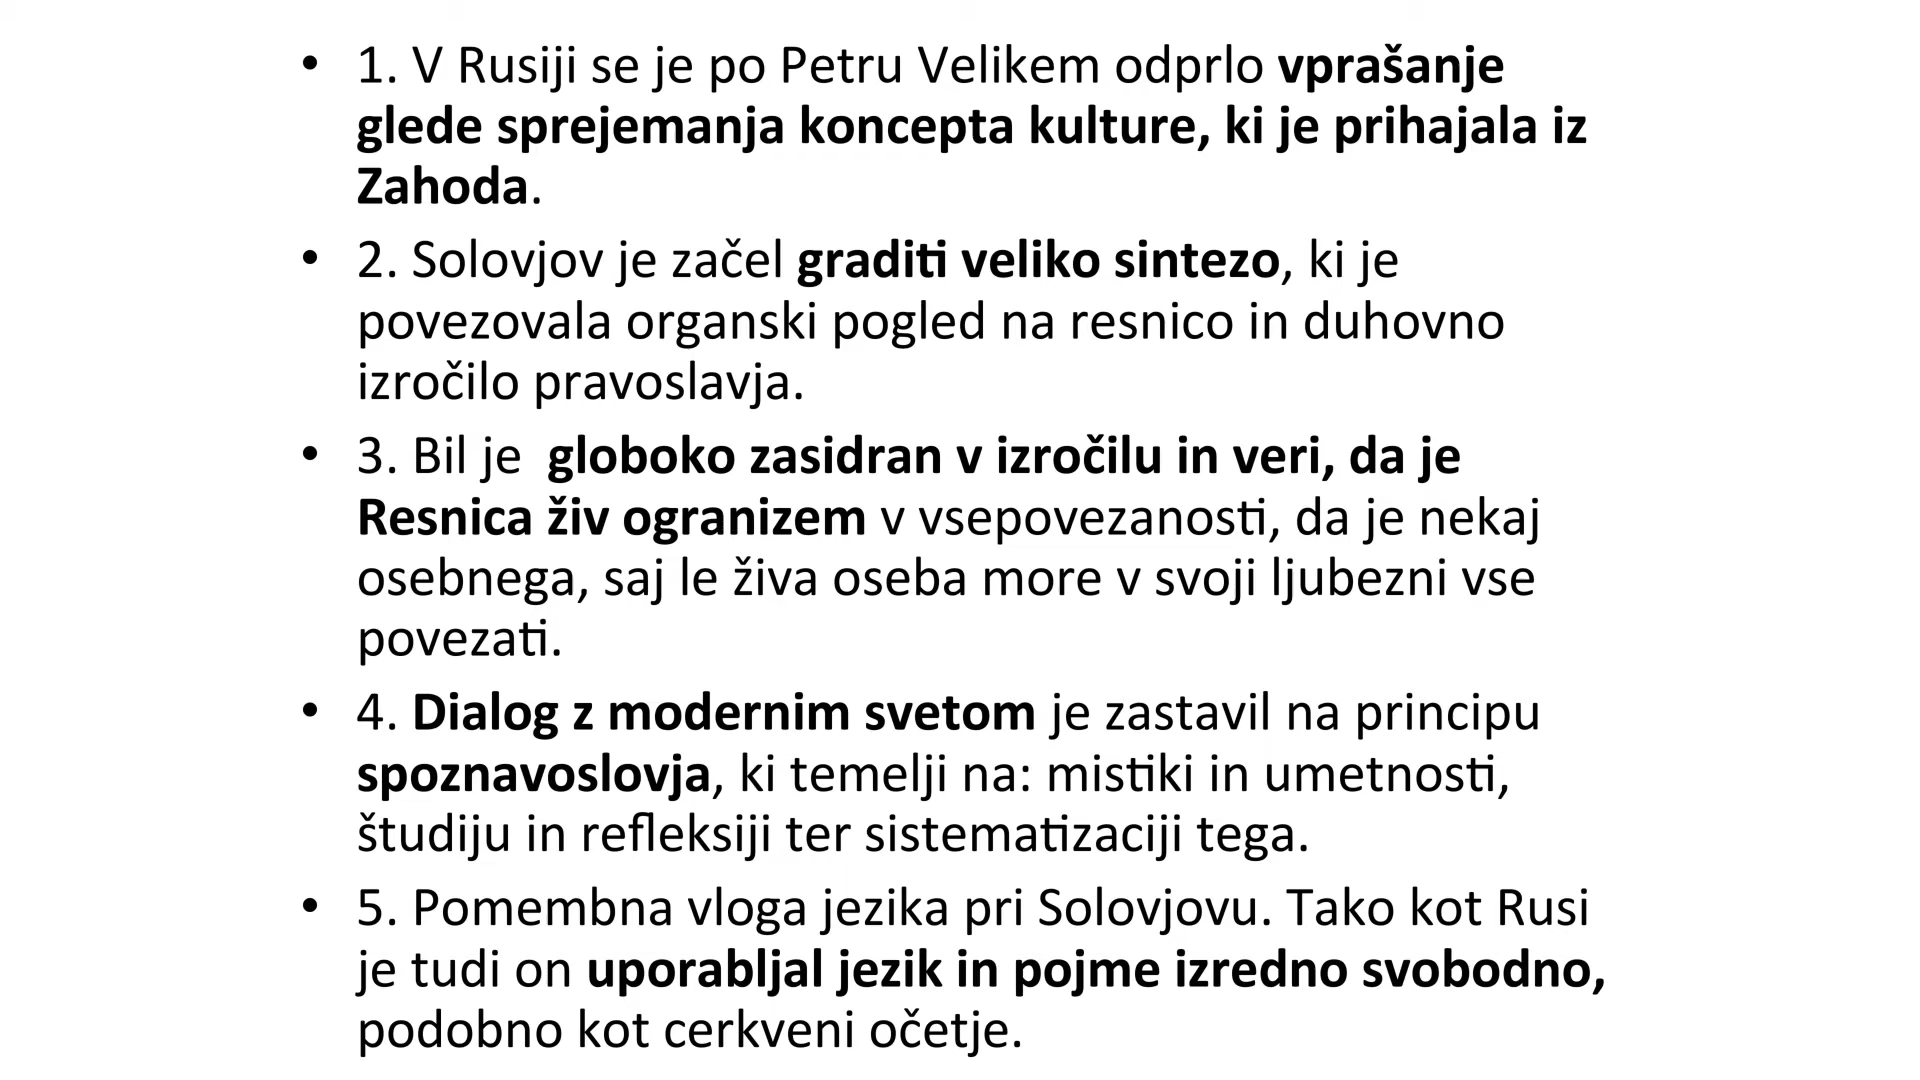 • 1. V Rusiji se je po Petru Velikem odprlo vprašanje
glede sprejemanja koncepta kulture, ki je prihajala iz
Zahoda.
• 2. Solovjov je začel graditi veliko sintezo, ki je
povezovala organski pogled na resnico in duhovno
izročilo pravoslavja.
• 3. Bil je  globoko zasidran v izročilu in veri, da je
Resnica živ ogranizem v vsepovezanosti, da je nekaj
osebnega, saj le živa oseba more v svoji ljubezni vse
povezati.
• 4. Dialog z modernim svetom je zastavil na principu
spoznavoslovja, ki temelji na: mistiki in umetnosti,
študiju in refleksiji ter sistematizaciji tega.
• 5. Pomembna vloga jezika pri Solovjovu. Tako kot Rusi
je tudi on uporabljal jezik in pojme izredno svobodno,
podobno kot cerkveni očetje.